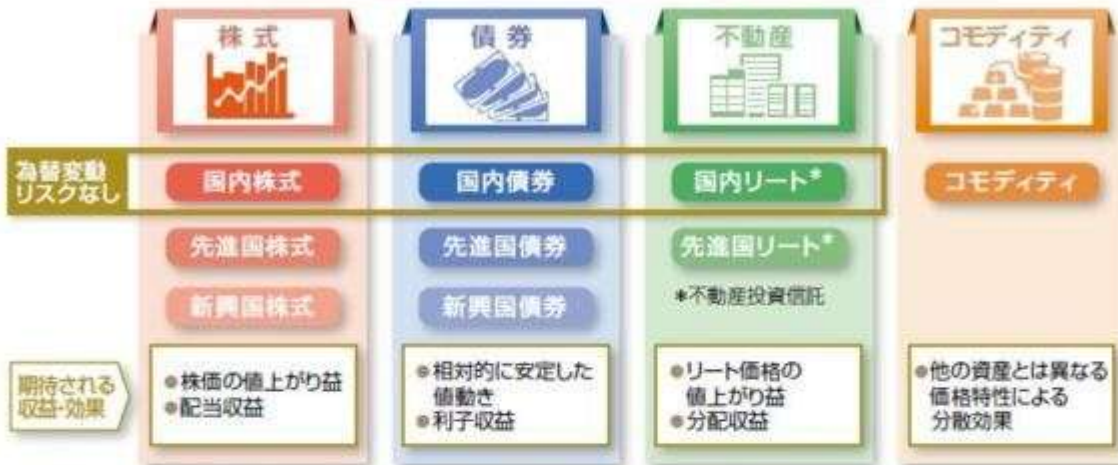 株式
債券
不動産
コモディティ
為替変動
リスクなし
国内株式
国内債券
国内リート*
コモディティ
先進国株式
先進国債券
先進国リート*
新興国株式
新興国債券
*不動産投資信託
期待される
収益・効果
●株価の値上がり益
●配当収益
●相対的に安定した
値動き
●利子収益
●リート価格の
値上がり益
●分配収益
●他の資産とは異なる
価格特性による
分散効果